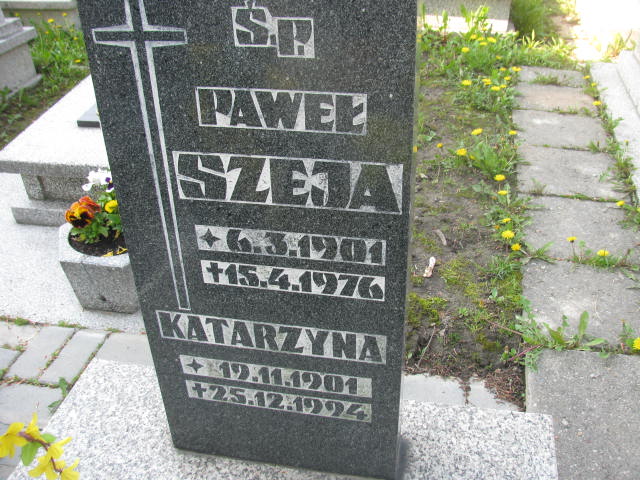 Ś.P.
PAWEŁ
SZEJA
6.3.1901
†15.4.1976
KATARZYNA
19.11.1901
†25.12.1994